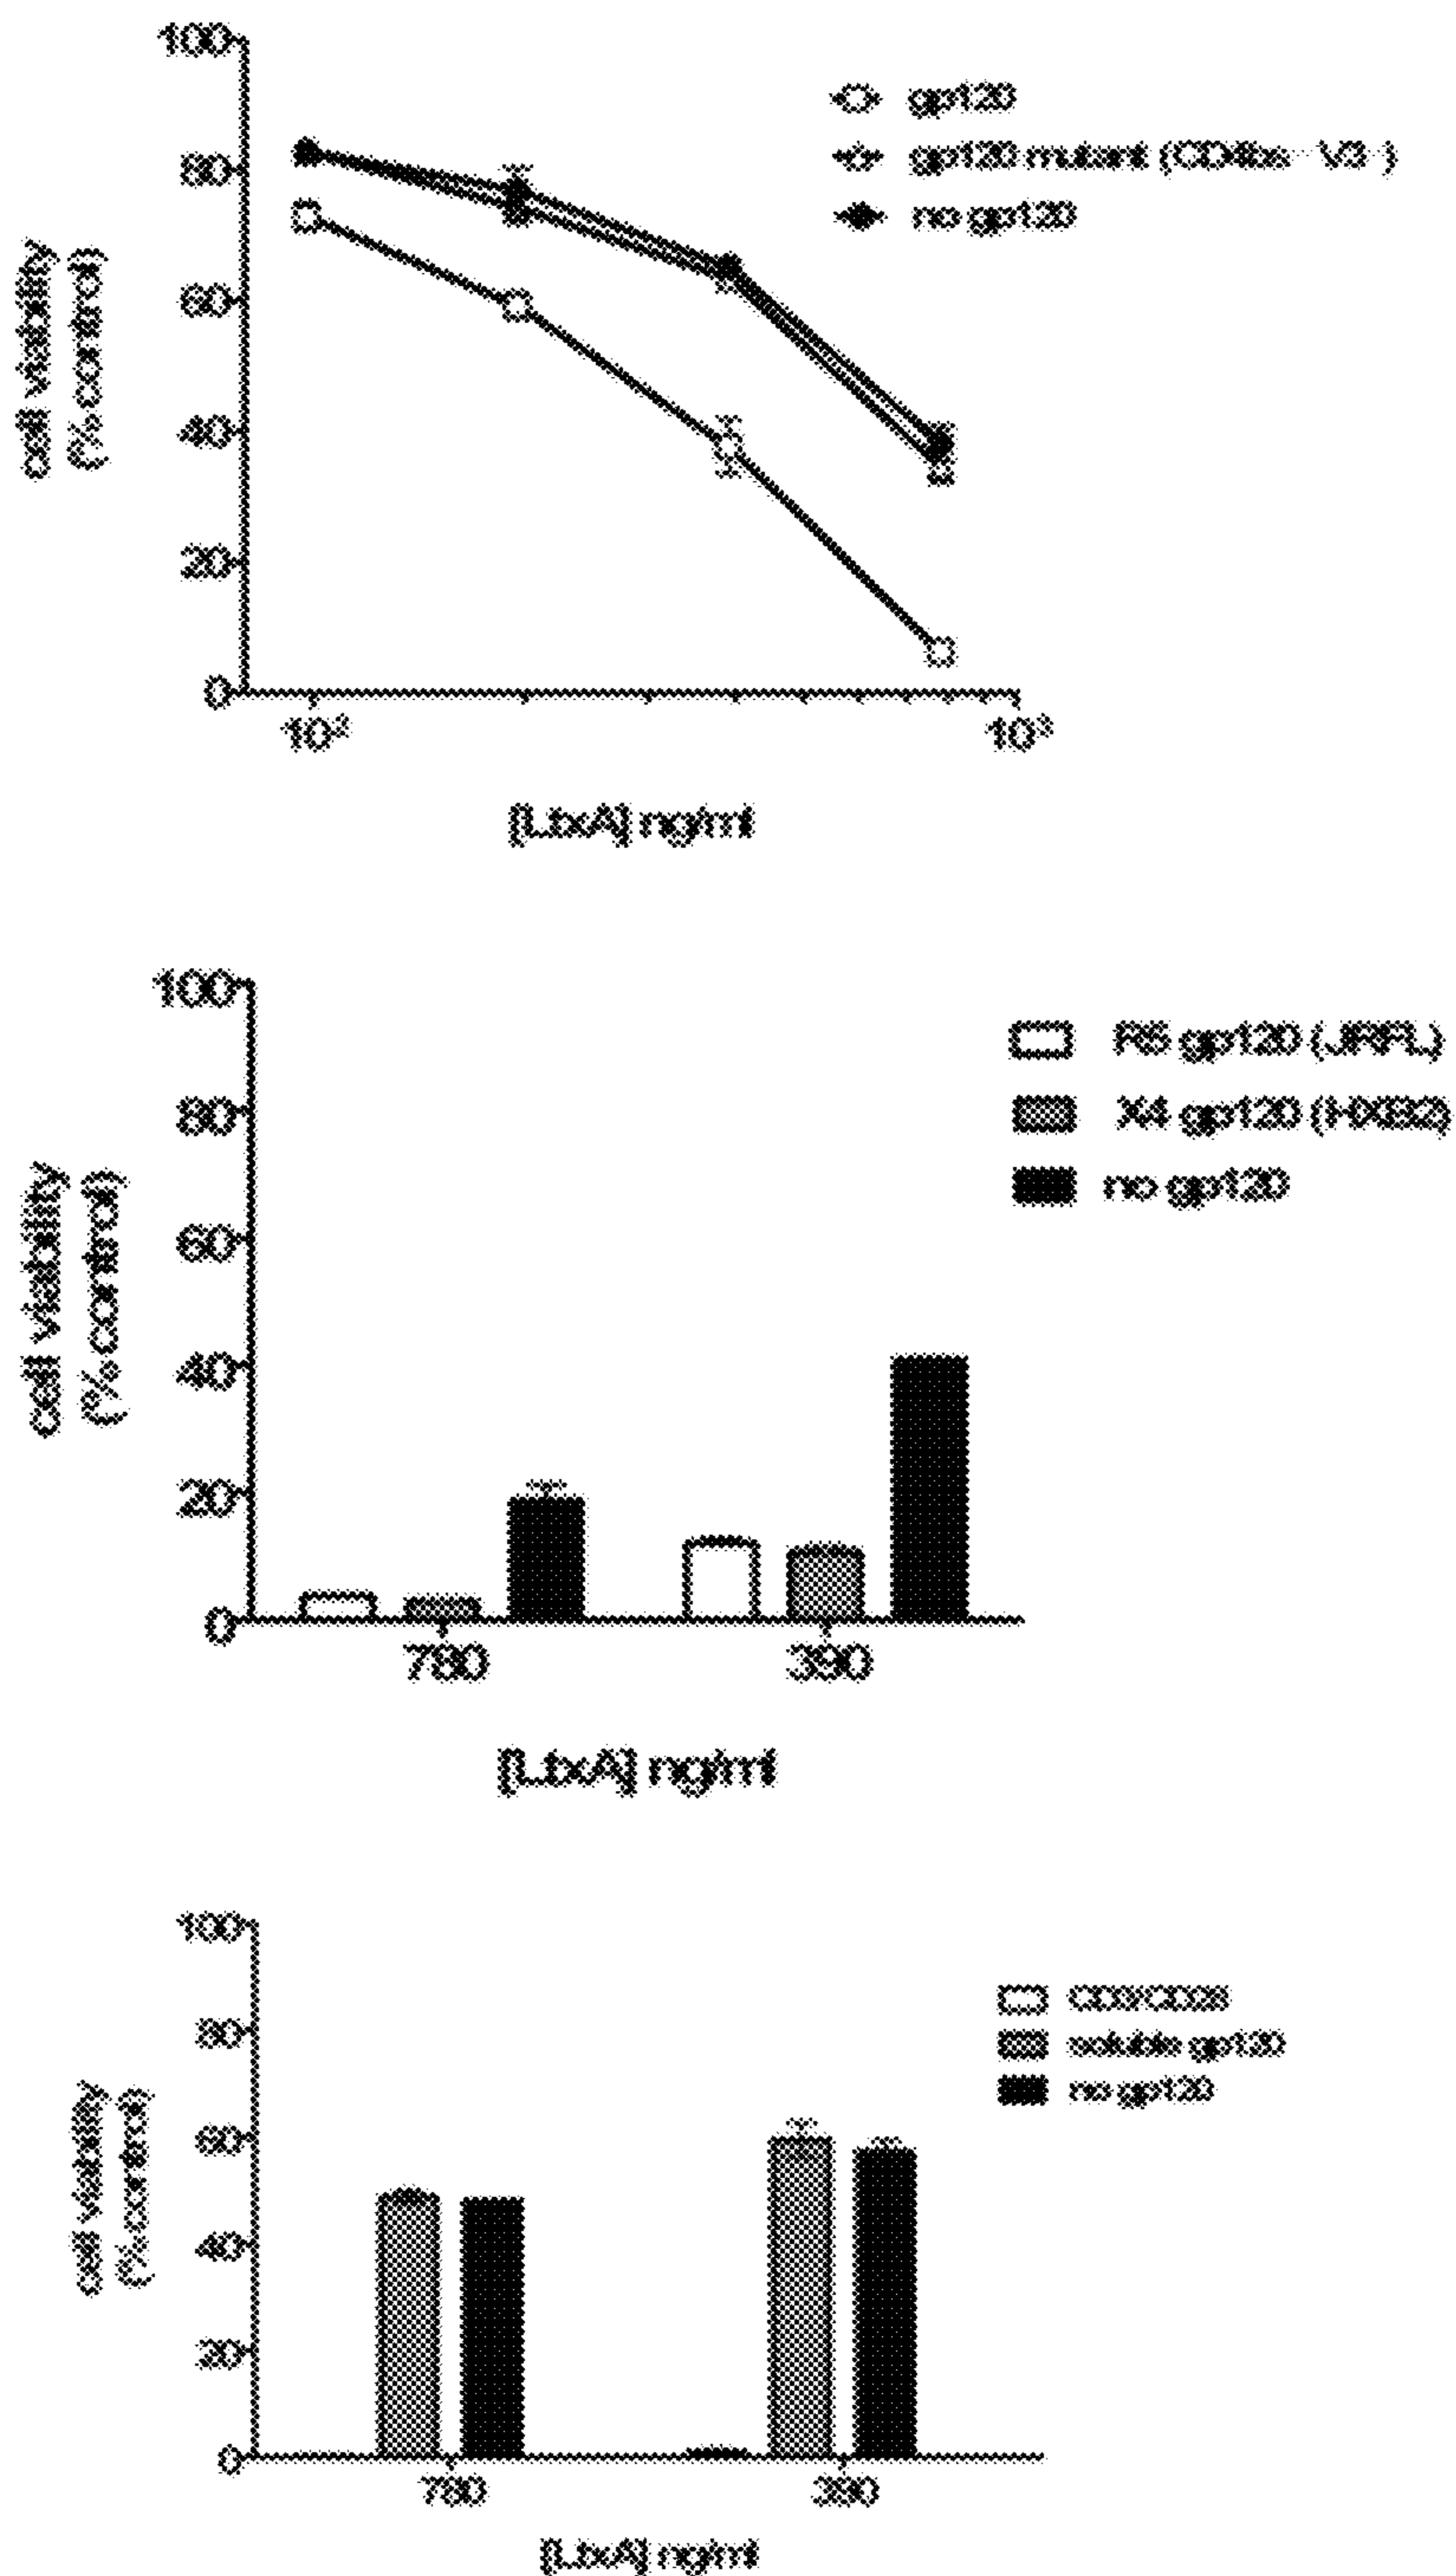 100
80
60
40
20
0
cell viability
(% control)
gp120
gp120 mutant (CD4bs- V3-)
no gp120
10²
10³
[LtxA] ng/ml
100
80
60
40
20
0
cell viability
(% control)
R5 gp120 (JRFL)
X4 gp120 (HXB2)
no gp120
780
390
[LtxA] ng/ml
100
80
60
40
20
0
cell viability
(% control)
CD3/CD28
soluble gp120
no gp120
780
390
[LtxA] ng/ml